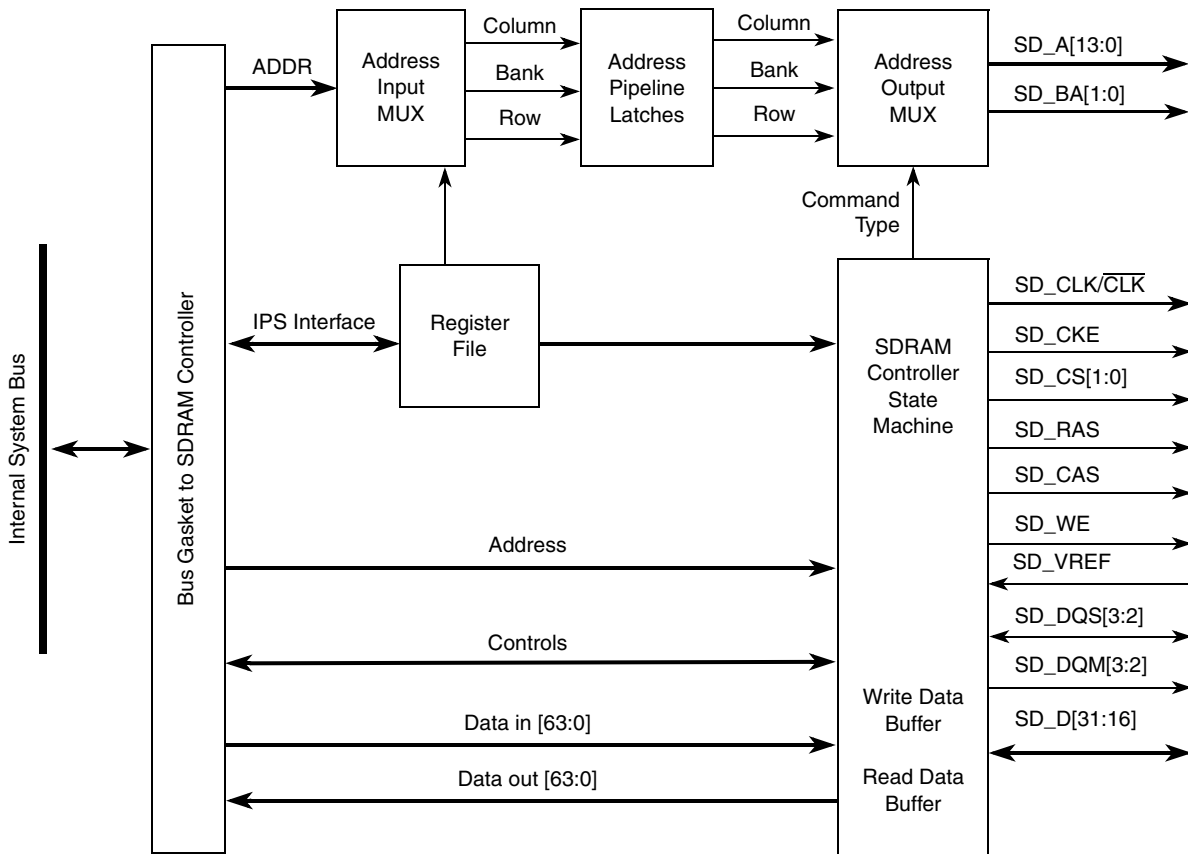 Column
Column
SD_A[13:0]
ADDR
Address
Input
MUX
Bank
Address
Pipeline
Latches
Bank
Address
Output
MUX
SD_BA[1:0]
Row
Row
Command
Type
Internal System Bus
Bus Gasket to SDRAM Controller
IPS Interface
Register
File
SDRAM
Controller
State
Machine
SD_CLK/C̅L̅K̅
SD_CKE
SD_CS[1:0]
SD_RAS
SD_CAS
SD_WE
SD_VREF
SD_DQS[3:2]
SD_DQM[3:2]
SD_D[31:16]
Address
Controls
Data in [63:0]
Write Data
Buffer
Data out [63:0]
Read Data
Buffer